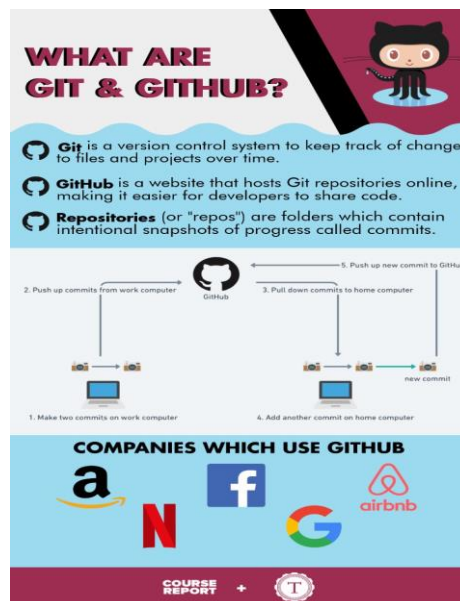 WHAT ARE
GIT & GITHUB?
Git is a version control system to keep track of change
to files and projects over time.
GitHub is a website that hosts Git repositories online,
making it easier for developers to share code.
Repositories (or "repos") are folders which contain
intentional snapshots of progress called commits.
5. Push up new commit to GitHu
2. Push up commits from work computer
GitHub
3. Pull down commits to home computer
new commit
1. Make two commits on work computer
4. Add another commit on home computer
COMPANIES WHICH USE GITHUB
a
f
airbnb
N
G
COURSE
REPORT
+
T